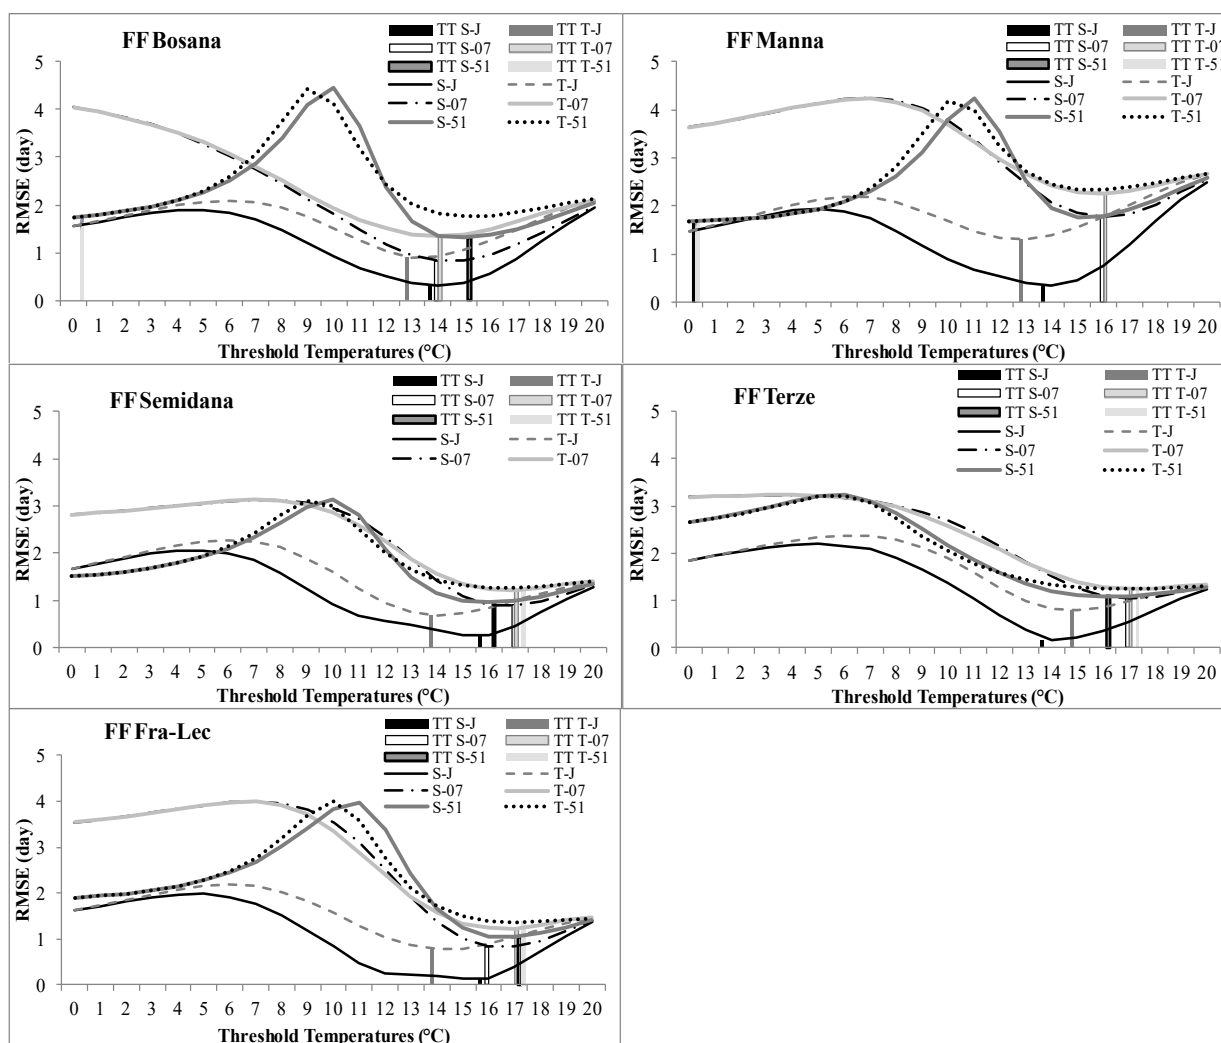 FF Bosana
TT S-J
TT T-J
TT S-07
TT T-07
TT S-51
TT T-51
S-J
T-J
S-07
T-07
S-51
T-51
RMSE (day)
5
4
3
2
1
0
0 1 2 3 4 5 6 7 8 9 10 11 12 13 14 15 16 17 18 19 20
Threshold Temperatures (°C)
FF Manna
TT S-J
TT T-J
TT S-07
TT T-07
TT S-51
TT T-51
S-J
T-J
S-07
T-07
S-51
T-51
RMSE (day)
5
4
3
2
1
0
0 1 2 3 4 5 6 7 8 9 10 11 12 13 14 15 16 17 18 19 20
Threshold Temperatures (°C)
FF Semidana
TT S-J
TT T-J
TT S-07
TT T-07
TT S-51
TT T-51
S-J
T-J
S-07
T-07
RMSE (day)
5
4
3
2
1
0
0 1 2 3 4 5 6 7 8 9 10 11 12 13 14 15 16 17 18 19 20
Threshold Temperatures (°C)
FF Terze
TT S-J
TT T-J
TT S-07
TT T-07
TT S-51
TT T-51
S-J
T-J
S-07
T-07
S-51
T-51
RMSE (day)
5
4
3
2
1
0
0 1 2 3 4 5 6 7 8 9 10 11 12 13 14 15 16 17 18 19 20
Threshold Temperatures (°C)
FF Fra-Lec
TT S-J
TT T-J
TT S-07
TT T-07
TT S-51
TT T-51
S-J
T-J
S-07
T-07
S-51
T-51
RMSE (day)
5
4
3
2
1
0
0 1 2 3 4 5 6 7 8 9 10 11 12 13 14 15 16 17 18 19 20
Threshold Temperatures (°C)